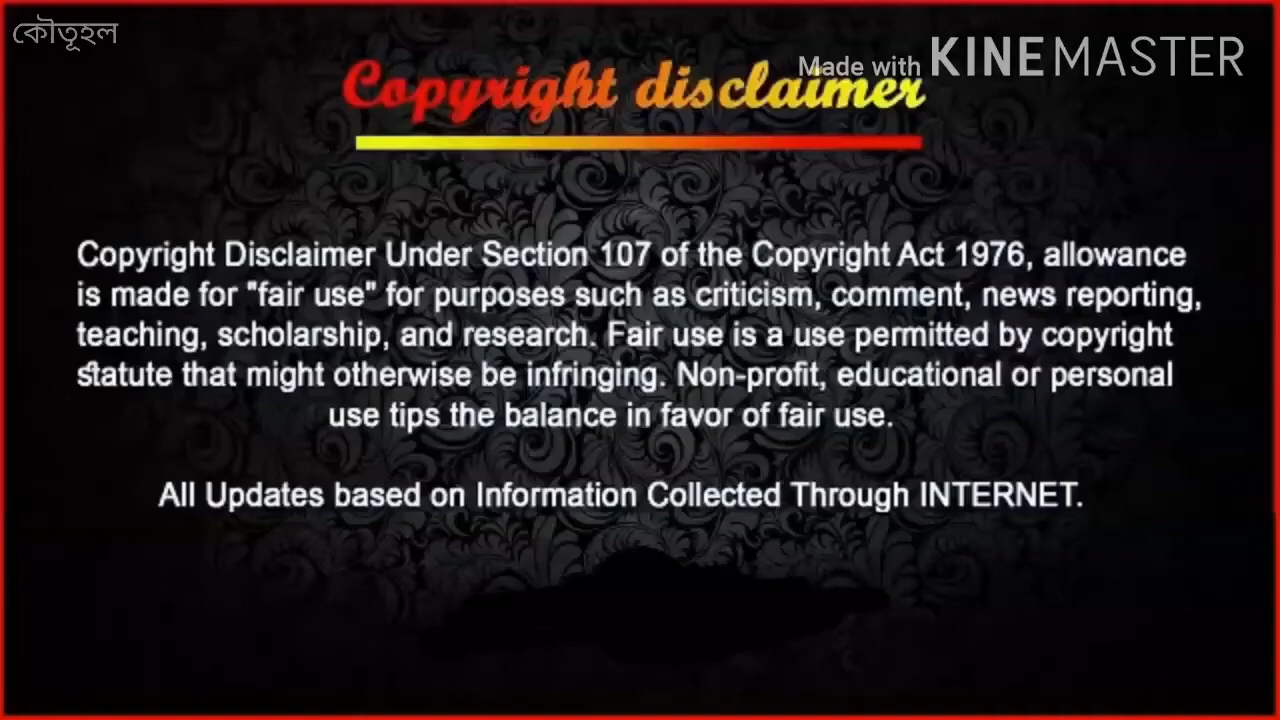 কৌতূহল
Made with KINEMASTER
Copyright disclaimer
Copyright Disclaimer Under Section 107 of the Copyright Act 1976, allowance
is made for "fair use" for purposes such as criticism, comment, news reporting,
teaching, scholarship, and research. Fair use is a use permitted by copyright
statute that might otherwise be infringing. Non-profit, educational or personal
use tips the balance in favor of fair use.
All Updates based on Information Collected Through INTERNET.